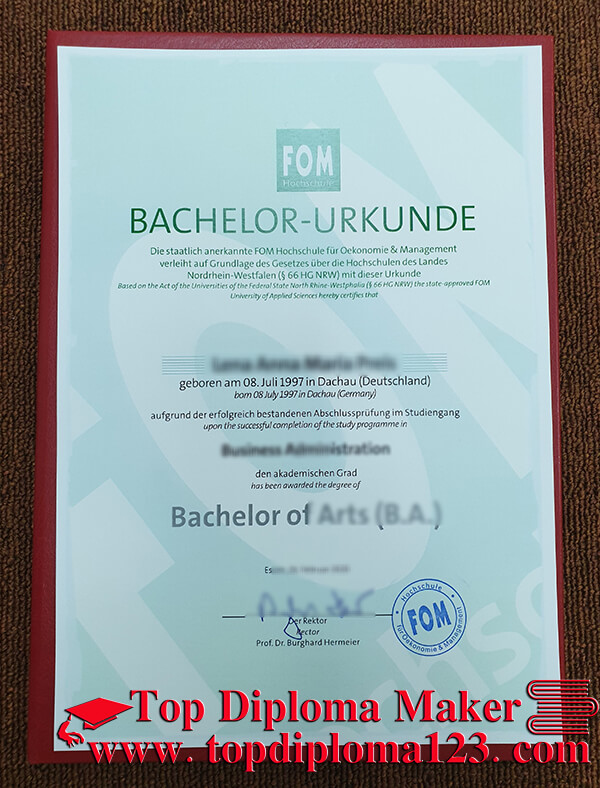 FOM
Hochschule
BACHELOR-URKUNDE
Die staatlich anerkannte FOM Hochschule für Oekonomie & Management
verleiht auf Grundlage des Gesetzes über die Hochschulen des Landes
Nordrhein-Westfalen (§ 66 HG NRW) mit dieser Urkunde
Based on the Act of the Universities of the Federal State North Rhine-Westphalia (§ 66 HG NRW) the state-approved FOM
University of Applied Sciences hereby certifies that
geboren am 08. Juli 1997 in Dachau (Deutschland)
born 08 July 1997 in Dachau (Germany)
aufgrund der erfolgreich bestandenen Abschlussprüfung im Studiengang
upon the successful completion of the study programme in
Business Administration
den akademischen Grad
has been awarded the degree of
Bachelor of Arts (B.A.)
Der Rektor
Rector
Prof. Dr. Burghard Hermeier
Hochschule
FOM
für Oekonomie & Management
Top Diploma Maker
www.topdiploma123.com